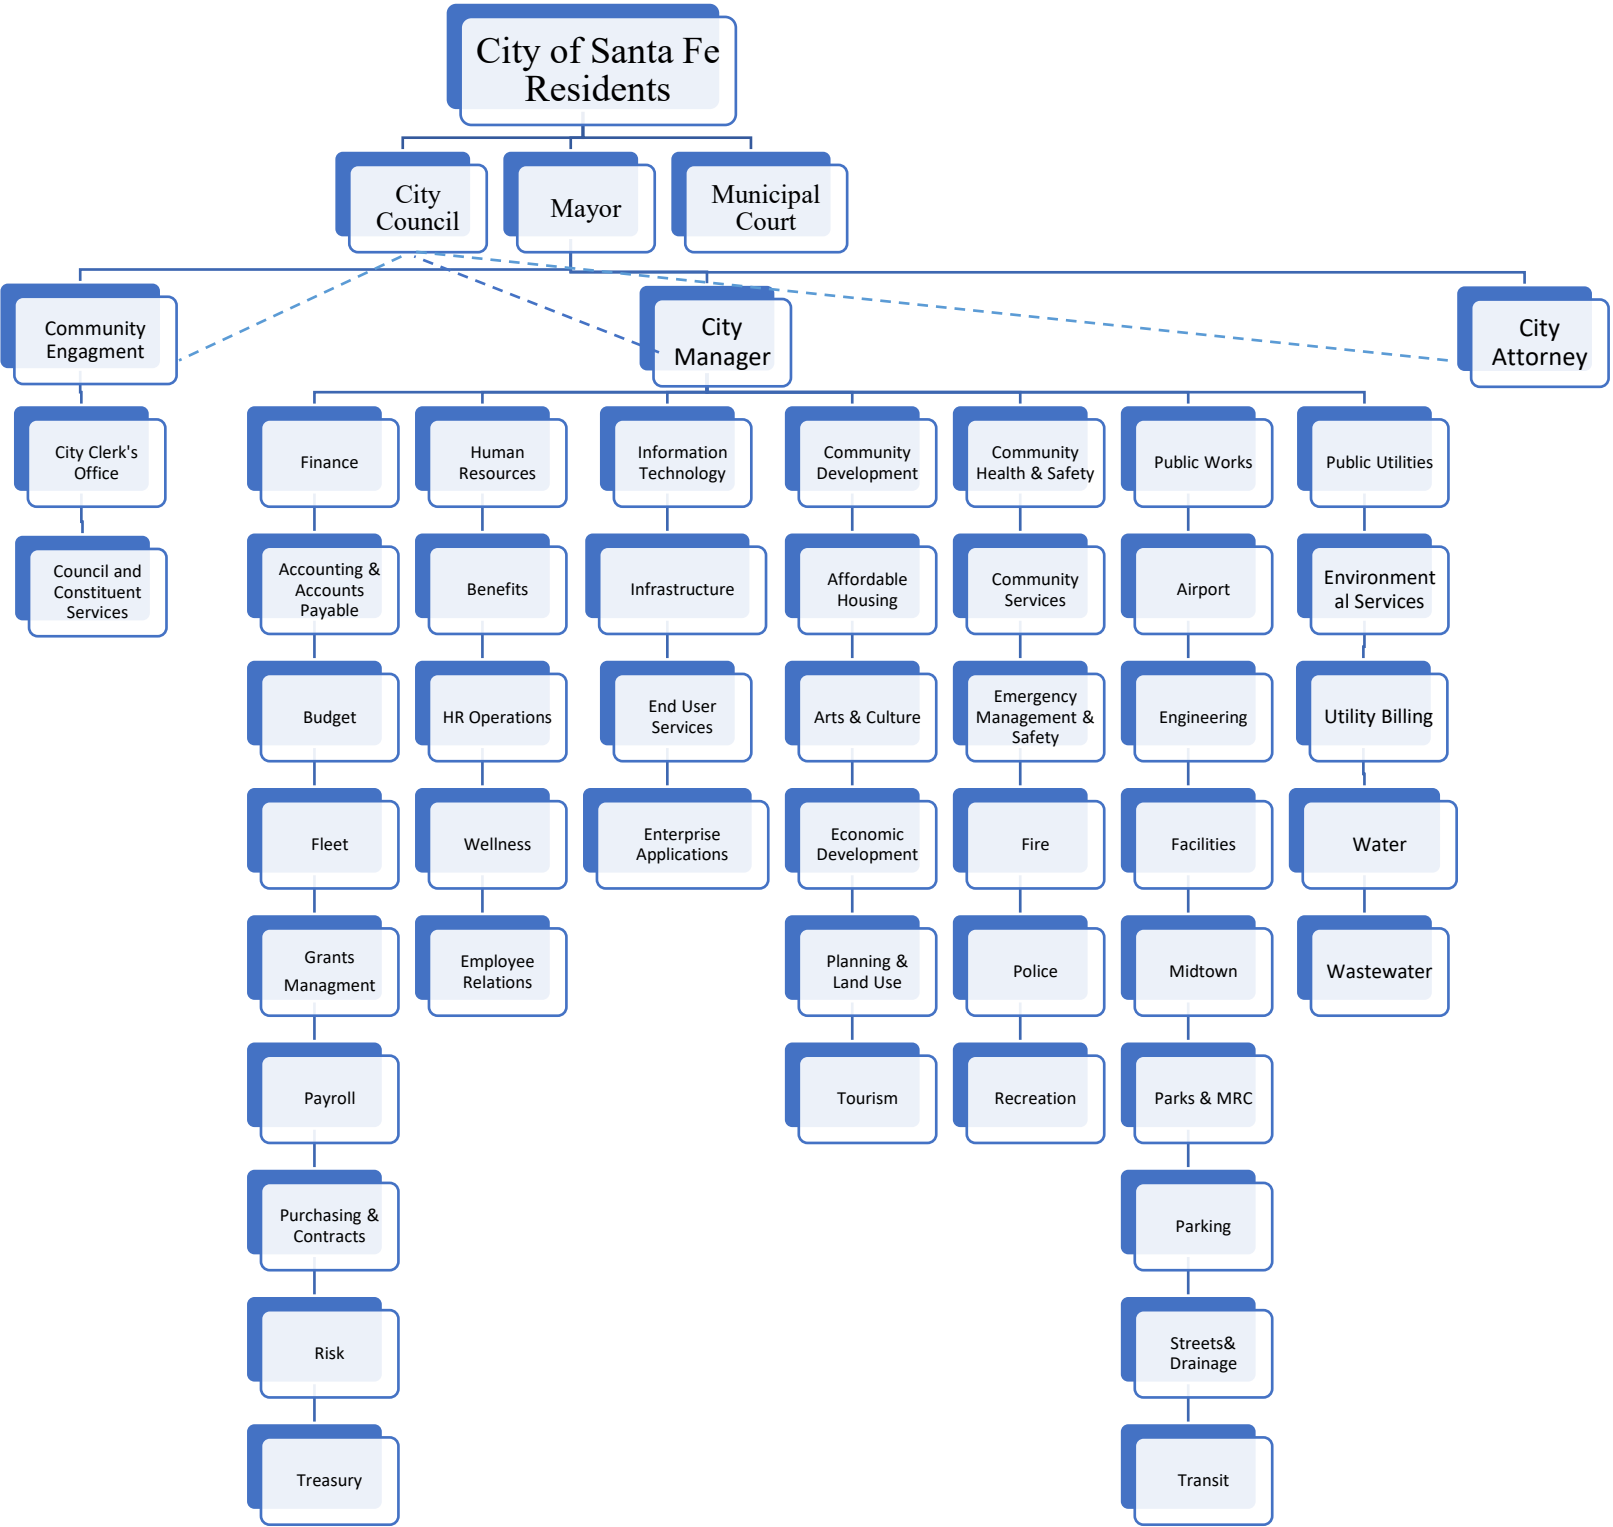 City of Santa Fe
Residents
City
Council
Mayor
Municipal
Court
Community
Engagment
City
Manager
City
Attorney
City Clerk's
Office
Council and
Constituent
Services
Finance
Accounting &
Accounts
Payable
Budget
Fleet
Grants
Managment
Payroll
Purchasing &
Contracts
Risk
Treasury
Human
Resources
Benefits
HR Operations
Wellness
Employee
Relations
Information
Technology
Infrastructure
End User
Services
Enterprise
Applications
Community
Development
Affordable
Housing
Arts & Culture
Economic
Development
Planning &
Land Use
Tourism
Community
Health & Safety
Community
Services
Emergency
Management &
Safety
Fire
Police
Recreation
Public Works
Airport
Engineering
Facilities
Midtown
Parks & MRC
Parking
Streets&
Drainage
Transit
Public Utilities
Environment
al Services
Utility Billing
Water
Wastewater